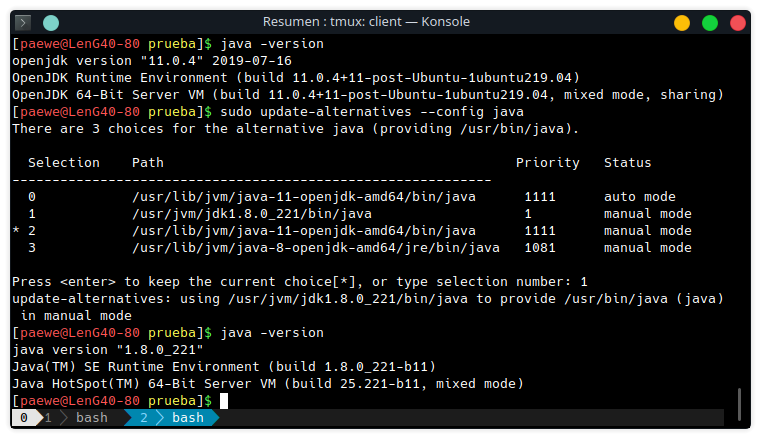 Resumen : tmux: client — Konsole
[paewe@LenG40-80 prueba]$ java -version
openjdk version "11.0.4" 2019-07-16
OpenJDK Runtime Environment (build 11.0.4+11-post-Ubuntu-1ubuntu219.04)
OpenJDK 64-Bit Server VM (build 11.0.4+11-post-Ubuntu-1ubuntu219.04, mixed mode, sharing)
[paewe@LenG40-80 prueba]$ sudo update-alternatives --config java
There are 3 choices for the alternative java (providing /usr/bin/java).
Selection    Path                                            Priority   Status
------------------------------------------------------------
0            /usr/lib/jvm/java-11-openjdk-amd64/bin/java      1111      auto mode
1            /usr/jvm/jdk1.8.0_221/bin/java                   1         manual mode
* 2            /usr/lib/jvm/java-11-openjdk-amd64/bin/java      1111      manual mode
3            /usr/lib/jvm/java-8-openjdk-amd64/jre/bin/java   1081      manual mode
Press <enter> to keep the current choice[*], or type selection number: 1
update-alternatives: using /usr/jvm/jdk1.8.0_221/bin/java to provide /usr/bin/java (java)
in manual mode
[paewe@LenG40-80 prueba]$ java -version
java version "1.8.0_221"
Java(TM) SE Runtime Environment (build 1.8.0_221-b11)
Java HotSpot(TM) 64-Bit Server VM (build 25.221-b11, mixed mode)
[paewe@LenG40-80 prueba]$
0 1 bash 2 bash